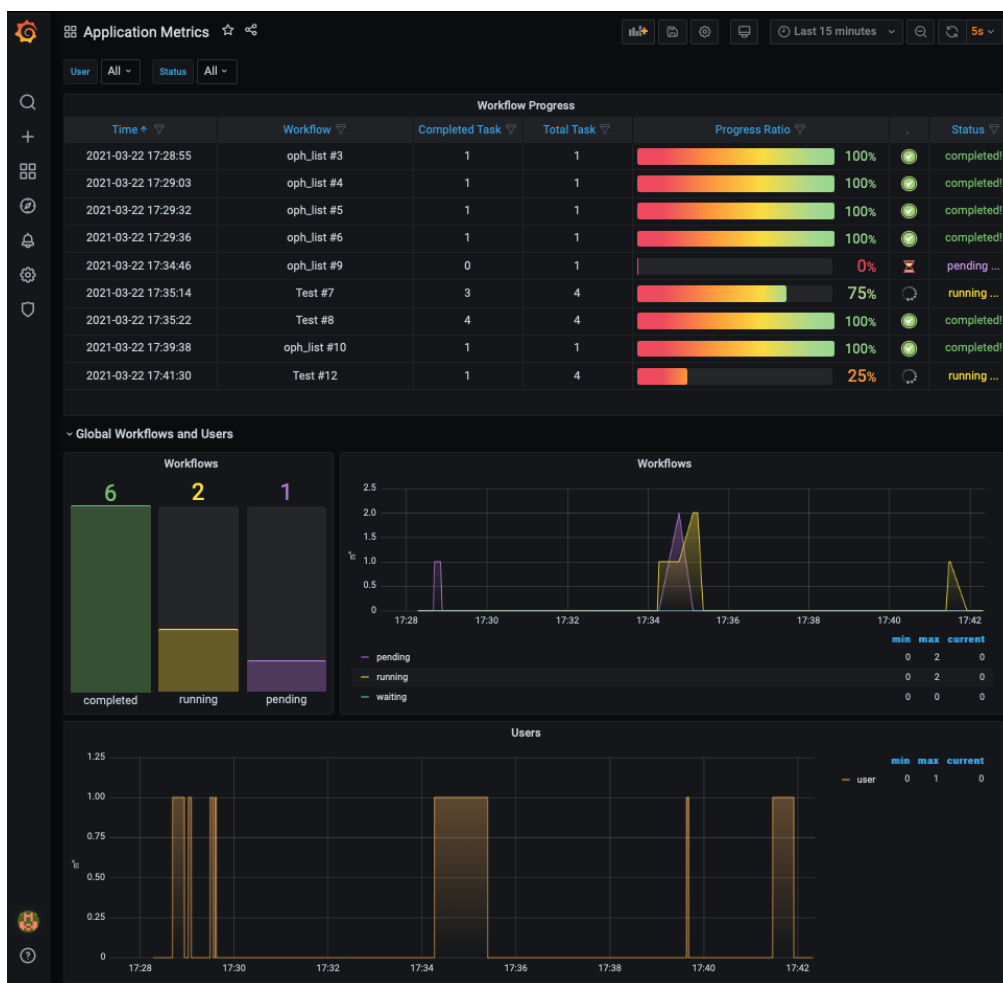 Application Metrics
Last 15 minutes
5s
User All Status All
Workflow Progress
Time Workflow Completed Task Total Task Progress Ratio . Status
2021-03-22 17:28:55 oph_list #3 1 1 100% completed!
2021-03-22 17:29:03 oph_list #4 1 1 100% completed!
2021-03-22 17:29:32 oph_list #5 1 1 100% completed!
2021-03-22 17:29:36 oph_list #6 1 1 100% completed!
2021-03-22 17:34:46 oph_list #9 0 1 0% pending ...
2021-03-22 17:35:14 Test #7 3 4 75% running ...
2021-03-22 17:35:22 Test #8 4 4 100% completed!
2021-03-22 17:39:38 oph_list #10 1 1 100% completed!
2021-03-22 17:41:30 Test #12 1 4 25% running ...
Global Workflows and Users
Workflows
6 2 1
completed running pending
Workflows
2.5
2.0
1.5
1.0
0.5
0
n°
17:28 17:30 17:32 17:34 17:36 17:38 17:40 17:42
min max current
pending 0 2 0
running 0 2 0
waiting 0 0 0
Users
1.25
1.00
0.75
0.50
0.25
0
n°
17:28 17:30 17:32 17:34 17:36 17:38 17:40 17:42
min max current
user 0 1 0